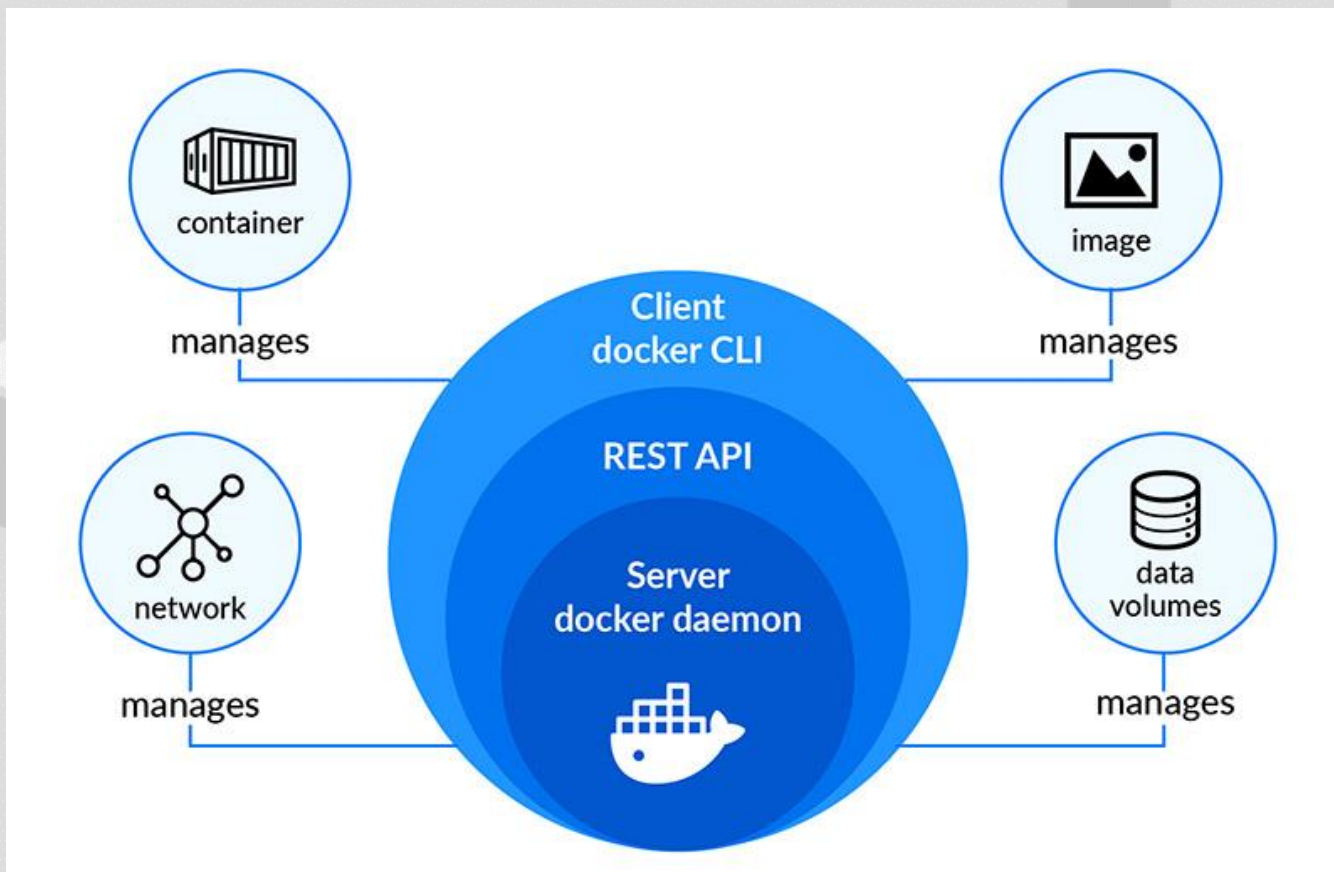 container
manages
image
manages
Client
docker CLI
REST API
Server
docker daemon
network
manages
data
volumes
manages